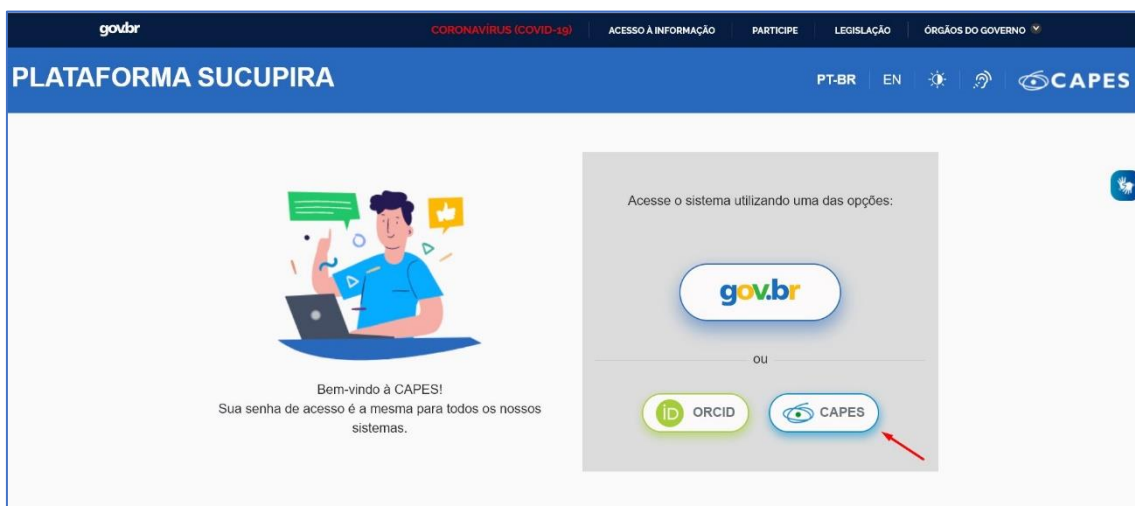 gov.br
CORONAVÍRUS (COVID-19)
ACESSO À INFORMAÇÃO
PARTICIPE
LEGISLAÇÃO
ÓRGÃOS DO GOVERNO
PLATAFORMA SUCUPIRA
PT-BR
EN
CAPES
Acesse o sistema utilizando uma das opções:
gov.br
ou
iD ORCID
CAPES
Bem-vindo à CAPES!
Sua senha de acesso é a mesma para todos os nossos
sistemas.